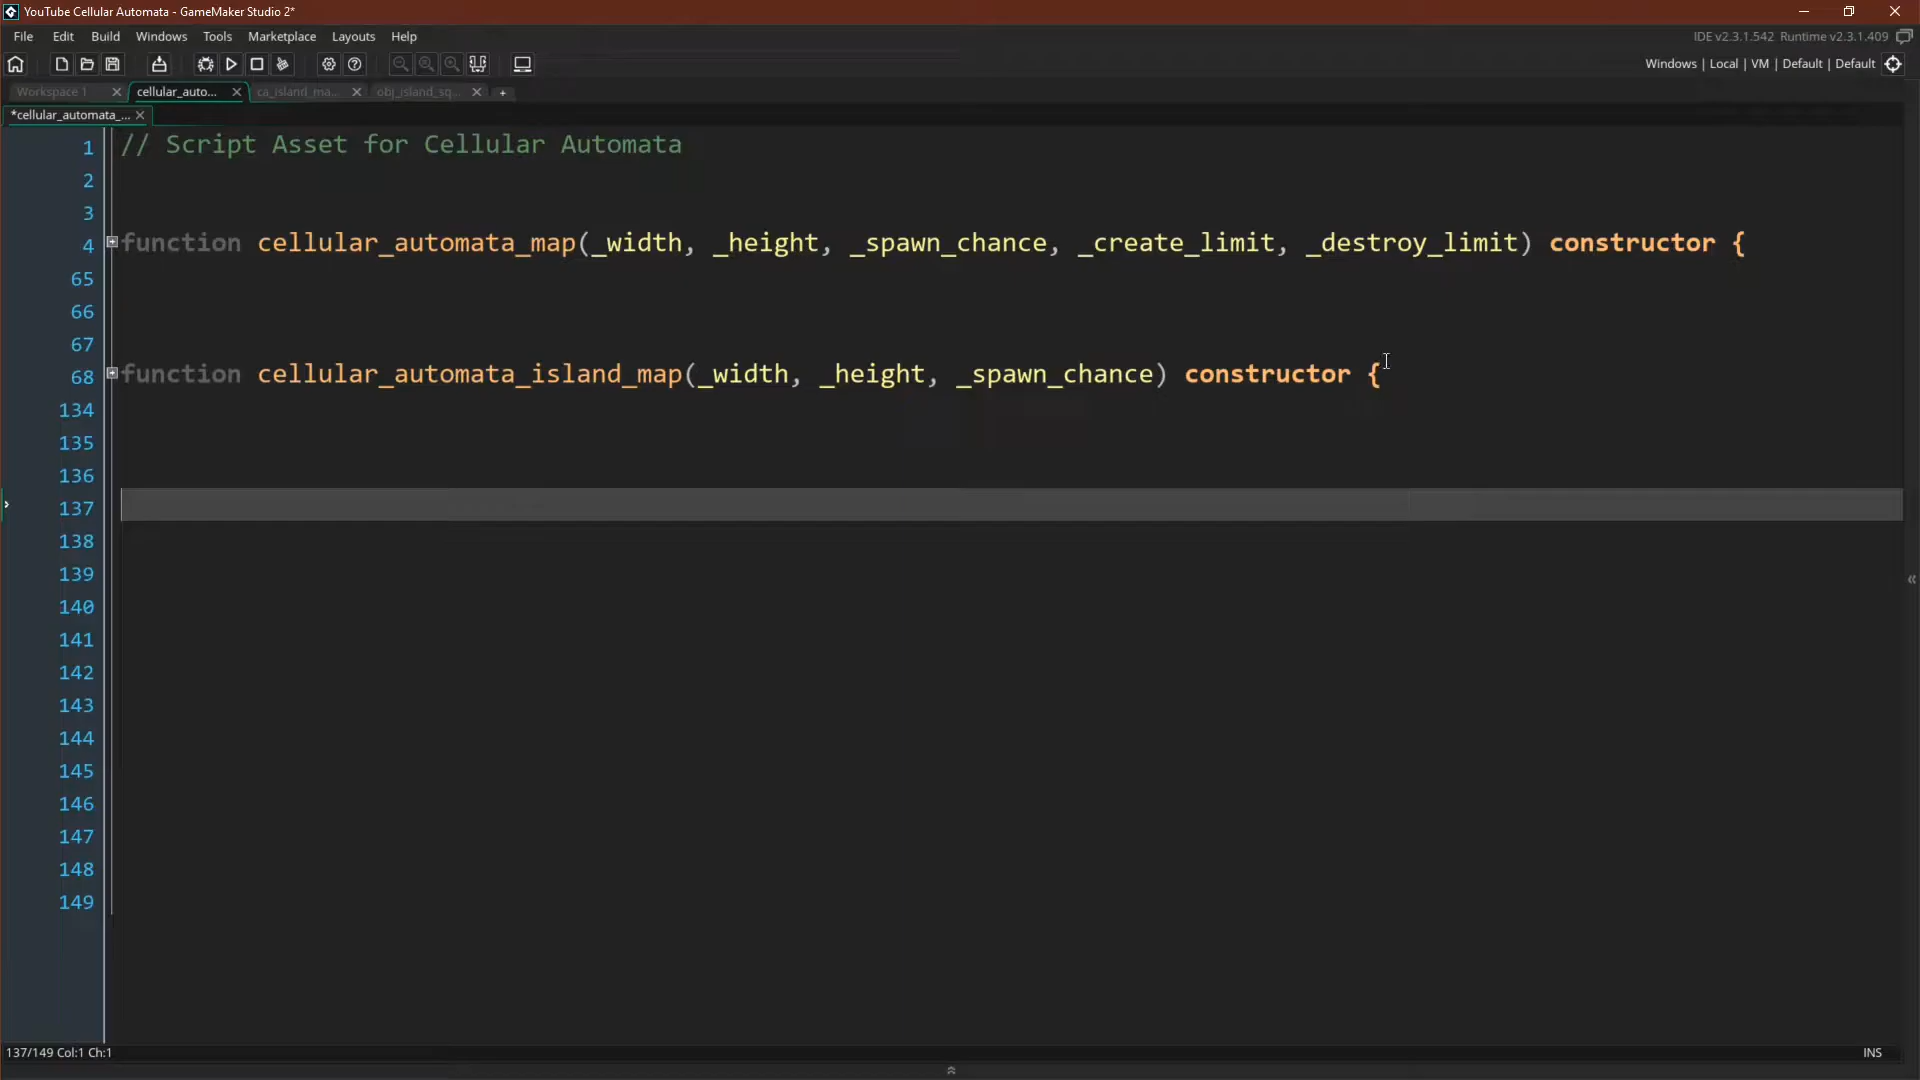 YouTube Cellular Automata - GameMaker Studio 2*
File Edit Build Windows Tools Marketplace Layouts Help
IDE v2.3.1.542 Runtime v2.3.1.409
Windows | Local | VM | Default | Default
Workspace 1 cellular_auto... ca_island_ma... obj_island_sq... +
*cellular_automata_...
1 // Script Asset for Cellular Automata
2
3
4 function cellular_automata_map(_width, _height, _spawn_chance, _create_limit, _destroy_limit) constructor {
65
66
67
68 function cellular_automata_island_map(_width, _height, _spawn_chance) constructor {
134
135
136
137
138
139
140
141
142
143
144
145
146
147
148
149
137/149 Col:1 Ch:1
INS